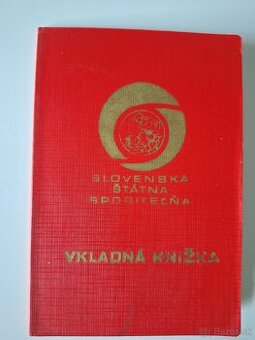 SLOVENSKÁ
ŠTÁTNA
SPORITEĽŇA
VKLADNÁ KNIŽKA